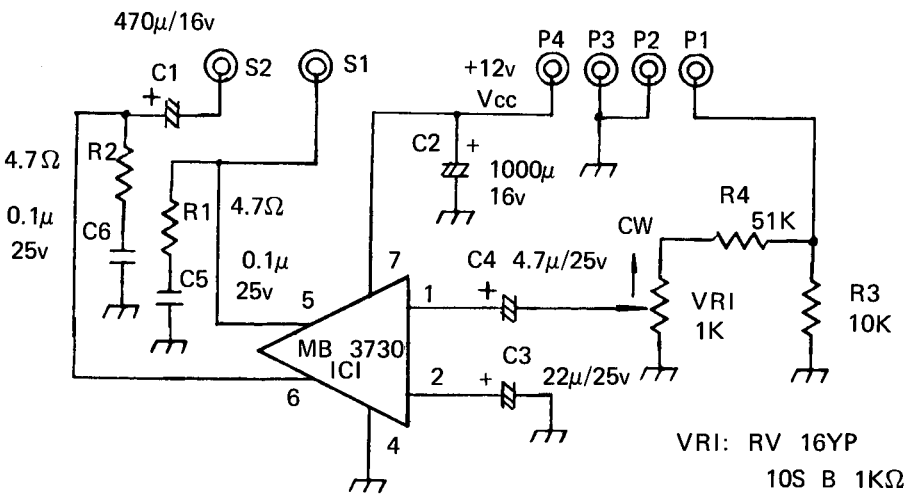 470µ/16v
C1
+
S2
S1
P4 P3 P2 P1
+12v
Vcc
C2 +
1000µ
16v
4.7Ω
R2
0.1µ
25v
C6
R1
4.7Ω
C5
0.1µ
25v
R4
51K
CW
7
C4 4.7µ/25v
+
1
VRI
1K
R3
10K
5
MB 3730
ICI
6
2
C3
+
22µ/25v
4
VRI: RV 16YP
10S B 1KΩ